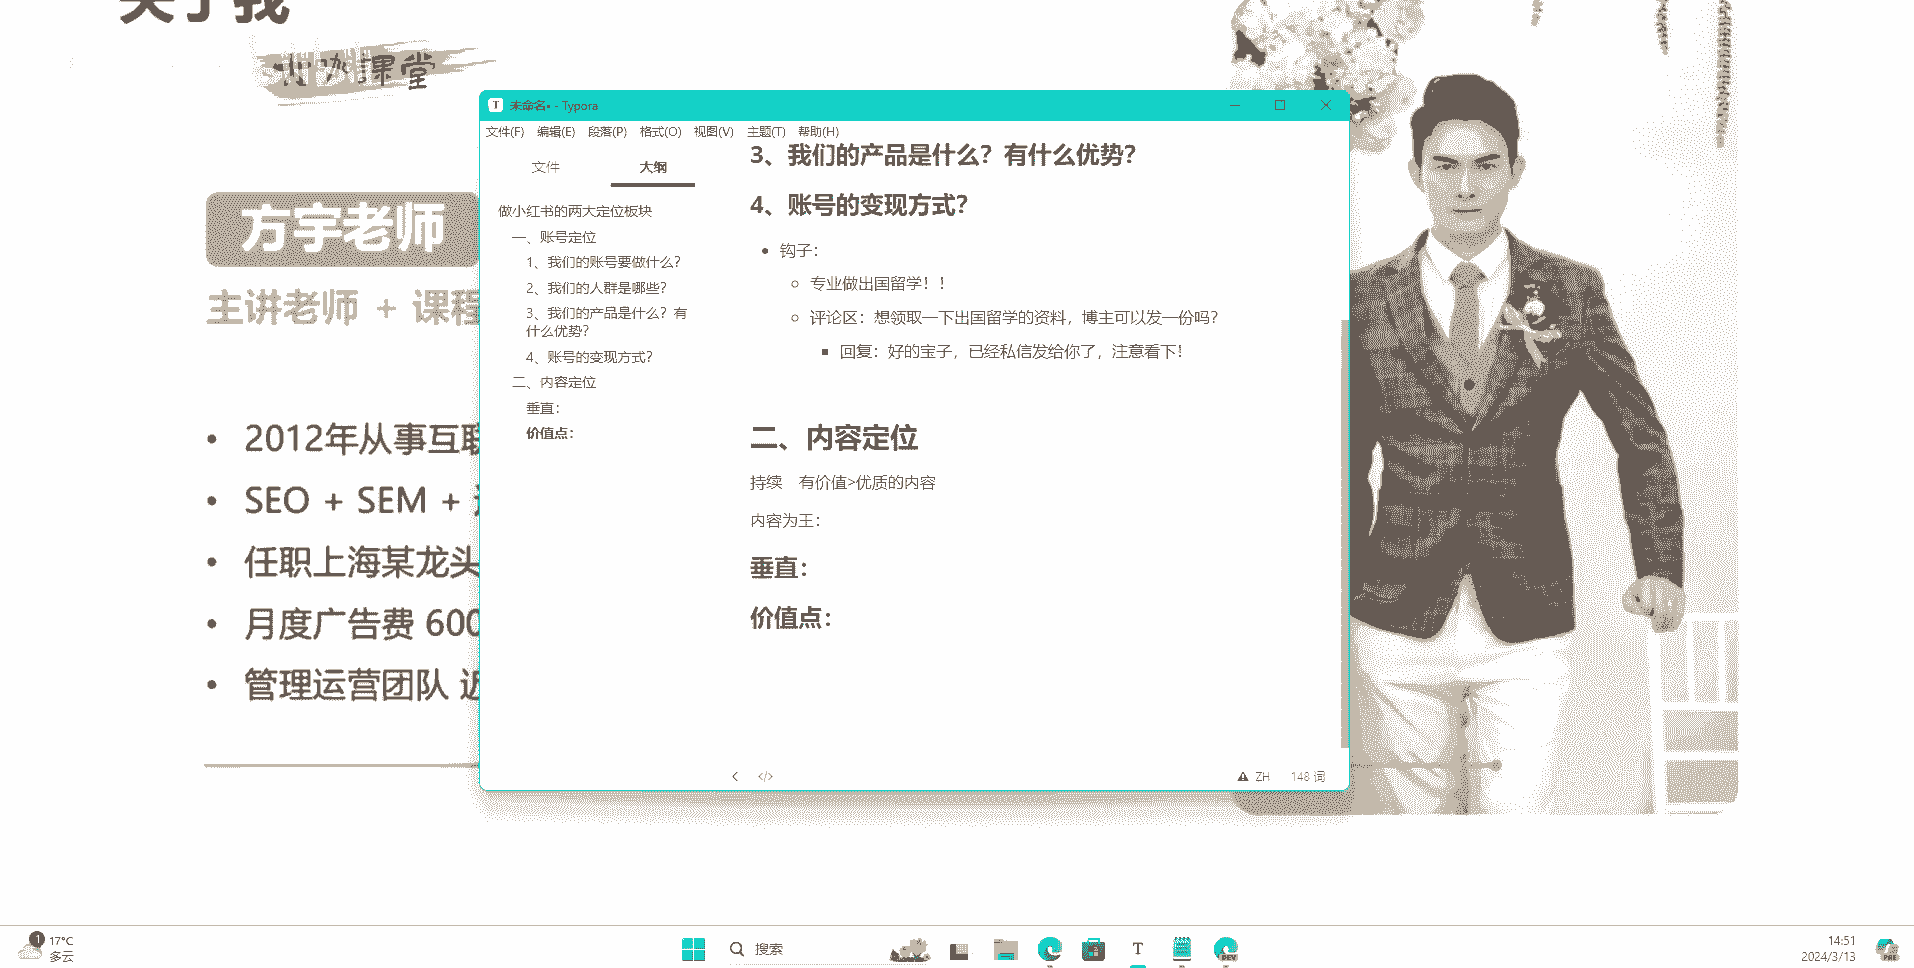 关于我
课堂
方宇老师
主讲老师 + 课程
• 2012年从事互联
• SEO + SEM +
• 任职上海某龙头
• 月度广告费 600
• 管理运营团队 近
未命名• - Typora
文件(F) 编辑(E) 段落(P) 格式(O) 视图(V) 主题(T) 帮助(H)
文件 大纲
做小红书的两大定位板块
一、账号定位
1、我们的账号要做什么？
2、我们的人群是哪些？
3、我们的产品是什么？有
什么优势？
4、账号的变现方式？
二、内容定位
垂直：
价值点：
3、我们的产品是什么？有什么优势？
4、账号的变现方式？
• 钩子：
○ 专业做出国留学！！
○ 评论区：想领取一下出国留学的资料，博主可以发一份吗？
■ 回复：好的宝子，已经私信发给你了，注意看下！
二、内容定位
持续 有价值>优质的内容
内容为王：
垂直：
价值点：
</> ZH 148 词
1
17°C
多云
搜索
T
DEV
14:51
2024/3/13
PRE